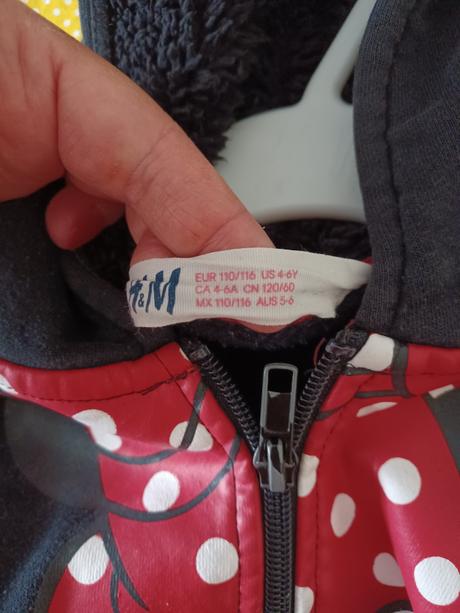 H&M
EUR 110/116 US 4-6Y
CA 4-6A CN 120/60
MX 110/116 AUS 5-6